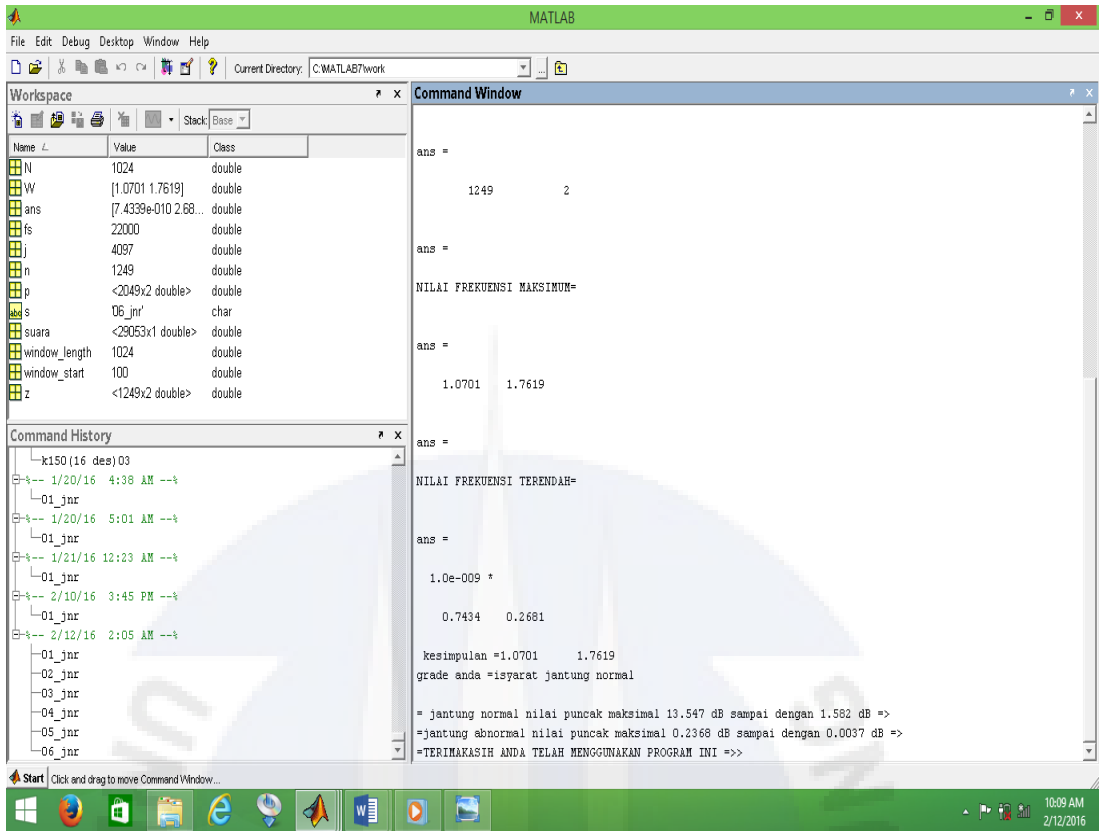 MATLAB
File Edit Debug Desktop Window Help
Current Directory: C:\MATLAB7\work
Workspace
Stack: Base
Name Value Class
N 1024 double
W [1.0701 1.7619] double
ans [7.4339e-010 2.68... double
fs 22000 double
j 4097 double
n 1249 double
p <2049x2 double> double
abc s '06_jnr' char
suara <29053x1 double> double
window_length 1024 double
window_start 100 double
z <1249x2 double> double
Command History
k150(16 des)03
%-- 1/20/16 4:38 AM --%
01_jnr
%-- 1/20/16 5:01 AM --%
01_jnr
%-- 1/21/16 12:23 AM --%
01_jnr
%-- 2/10/16 3:45 PM --%
01_jnr
%-- 2/12/16 2:05 AM --%
01_jnr
02_jnr
03_jnr
04_jnr
05_jnr
06_jnr
Command Window
ans =
1249 2
ans =
NILAI FREKUENSI MAKSIMUM=
ans =
1.0701 1.7619
ans =
NILAI FREKUENSI TERENDAH=
ans =
1.0e-009 *
0.7434 0.2681
kesimpulan =1.0701 1.7619
grade anda =isyarat jantung normal
= jantung normal nilai puncak maksimal 13.547 dB sampai dengan 1.582 dB =>
=jantung abnormal nilai puncak maksimal 0.2368 dB sampai dengan 0.0037 dB =>
=TERIMAKASIH ANDA TELAH MENGGUNAKAN PROGRAM INI =>>
Start Click and drag to move Command Window...
10:09 AM
2/12/2016